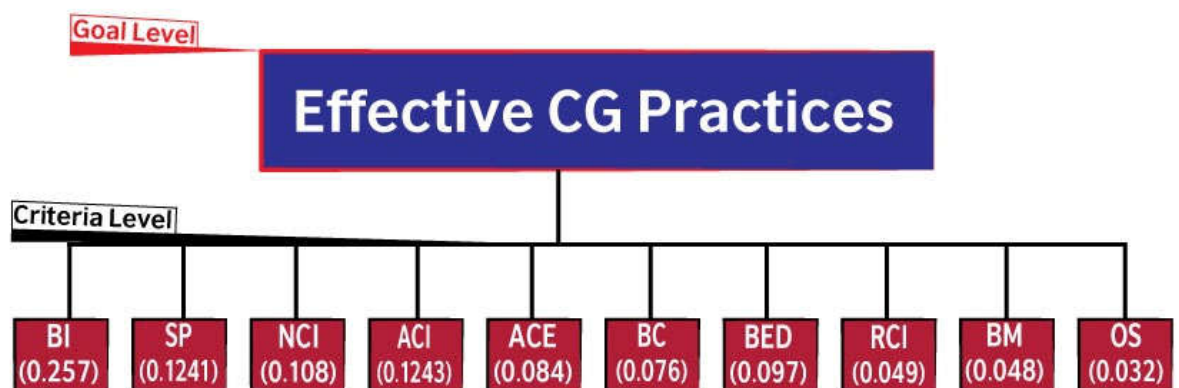 Goal Level
Effective CG Practices
Criteria Level
BI SP NCI ACI ACE BC BED RCI BM OS
(0.257) (0.1241) (0.108) (0.1243) (0.084) (0.076) (0.097) (0.049) (0.048) (0.032)